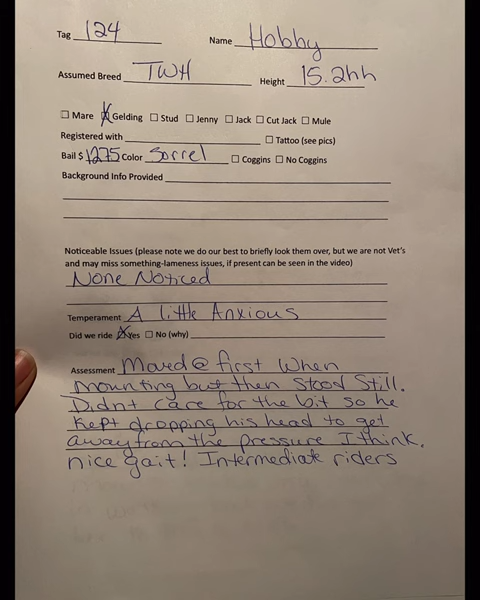 Tag 124 Name Hobby
Assumed Breed TWH Height 15.2hh
☐ Mare ☒ Gelding ☐ Stud ☐ Jenny ☐ Jack ☐ Cut Jack ☐ Mule
Registered with ☐ Tattoo (see pics)
Bail $ 1275 Color Sorrel ☐ Coggins ☐ No Coggins
Background Info Provided
Noticeable Issues (please note we do our best to briefly look them over, but we are not Vet's
and may miss something-lameness issues, if present can be seen in the video)
None Noticed
Temperament A little Anxious
Did we ride ☒ Yes ☐ No (why)
Assessment Moved @ first when
mounting but then stood still.
Didnt care for the bit so he
kept dropping his head to get
away from the pressure I think.
nice gait! Intermediate riders